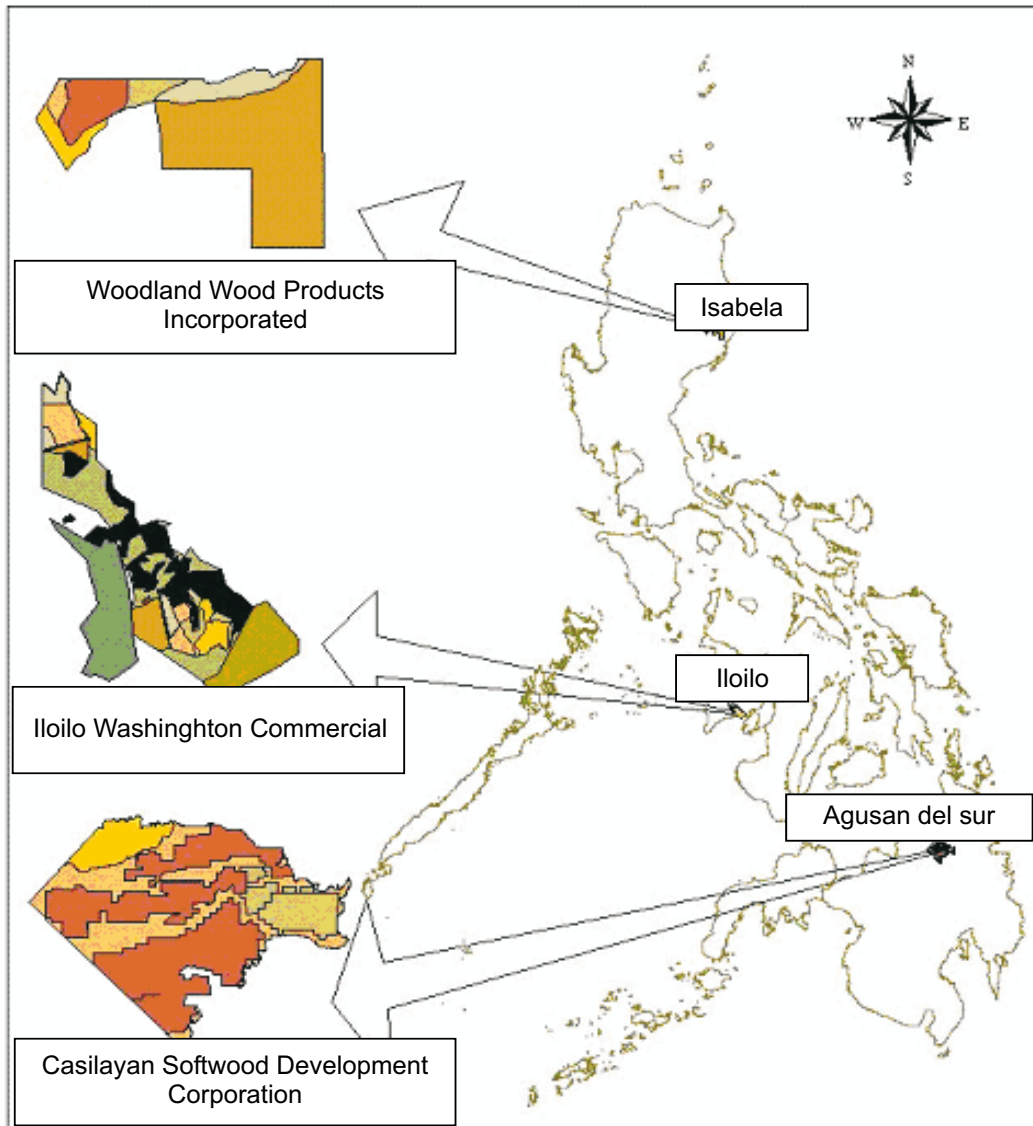 N
W E
S
Woodland Wood Products
Incorporated
Isabela
Iloilo
Iloilo Washinghton Commercial
Agusan del sur
Casilayan Softwood Development
Corporation